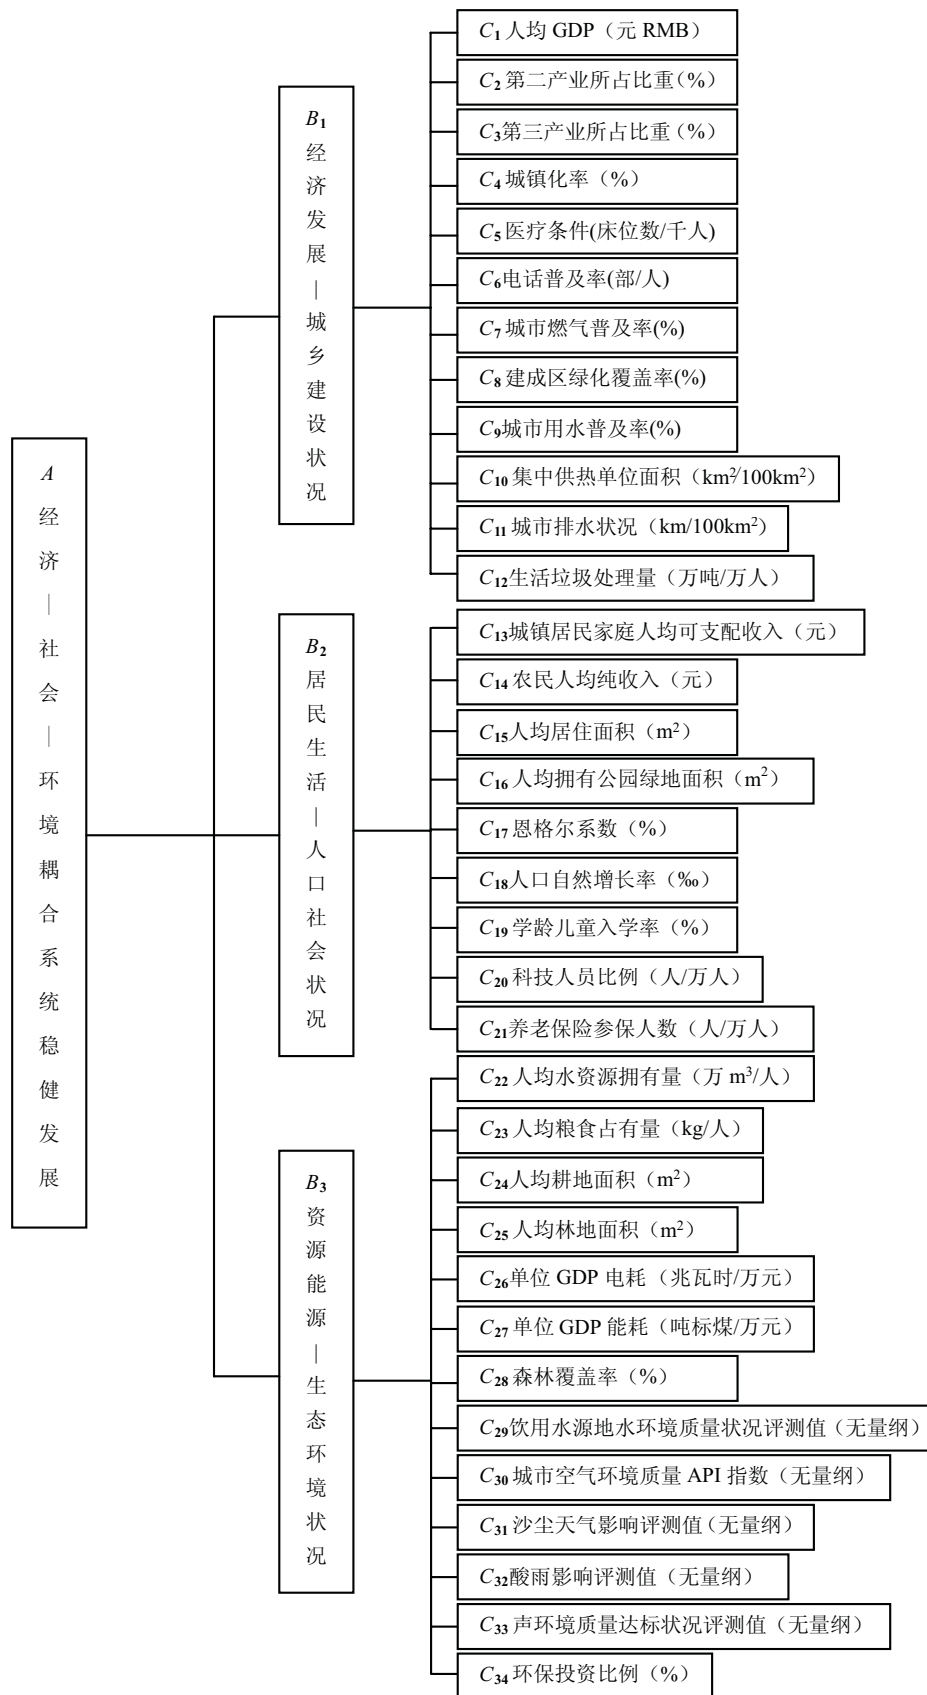 A
经
济
｜
社
会
｜
环
境
耦
合
系
统
稳
健
发
展
B1
经
济
发
展
｜
城
乡
建
设
状
况
C1人均 GDP（元 RMB）
C2 第二产业所占比重(%)
C3第三产业所占比重（%）
C4 城镇化率（%）
C5 医疗条件(床位数/千人)
C6电话普及率(部/人)
C7 城市燃气普及率(%)
C8 建成区绿化覆盖率(%)
C9城市用水普及率(%)
C10 集中供热单位面积（km²/100km²）
C11 城市排水状况（km/100km²）
C12生活垃圾处理量（万吨/万人）
B2
居
民
生
活
｜
人
口
社
会
状
况
C13城镇居民家庭人均可支配收入（元）
C14 农民人均纯收入（元）
C15人均居住面积（m²）
C16 人均拥有公园绿地面积（m²）
C17 恩格尔系数（%）
C18人口自然增长率（‰）
C19 学龄儿童入学率（%）
C20 科技人员比例（人/万人）
C21养老保险参保人数（人/万人）
B3
资
源
能
源
｜
生
态
环
境
状
况
C22 人均水资源拥有量（万 m³/人）
C23 人均粮食占有量（kg/人）
C24人均耕地面积（m²）
C25 人均林地面积（m²）
C26单位 GDP 电耗（兆瓦时/万元）
C27 单位 GDP 能耗（吨标煤/万元）
C28 森林覆盖率（%）
C29饮用水源地水环境质量状况评测值（无量纲）
C30 城市空气环境质量 API 指数（无量纲）
C31 沙尘天气影响评测值(无量纲）
C32酸雨影响评测值（无量纲）
C33 声环境质量达标状况评测值（无量纲）
C34 环保投资比例（%）